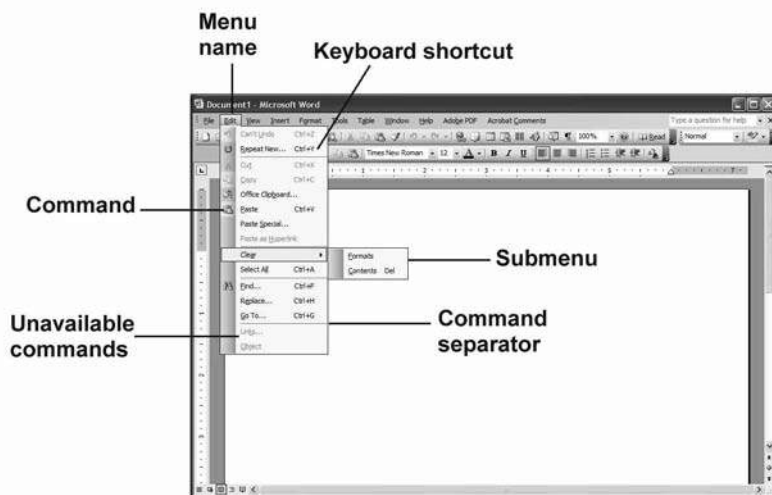 Menu
name
Keyboard shortcut
Document1 - Microsoft Word
File Edit View Insert Format Tools Table Window Help Adobe PDF Acrobat Comments Type a question for help
Can't Undo Ctrl+Z 100% Read Normal
Repeat New... Ctrl+Y
Cut Ctrl+X Times New Roman 12 A B I U
Copy Ctrl+C
Office Clipboard...
Command
Paste Ctrl+V
Paste Special...
Paste as Hyperlink
Clear Formats
Submenu
Select All Ctrl+A Contents Del
Find... Ctrl+F
Replace... Ctrl+H
Unavailable
commands
Go To... Ctrl+G
Command
separator
Links...
Object